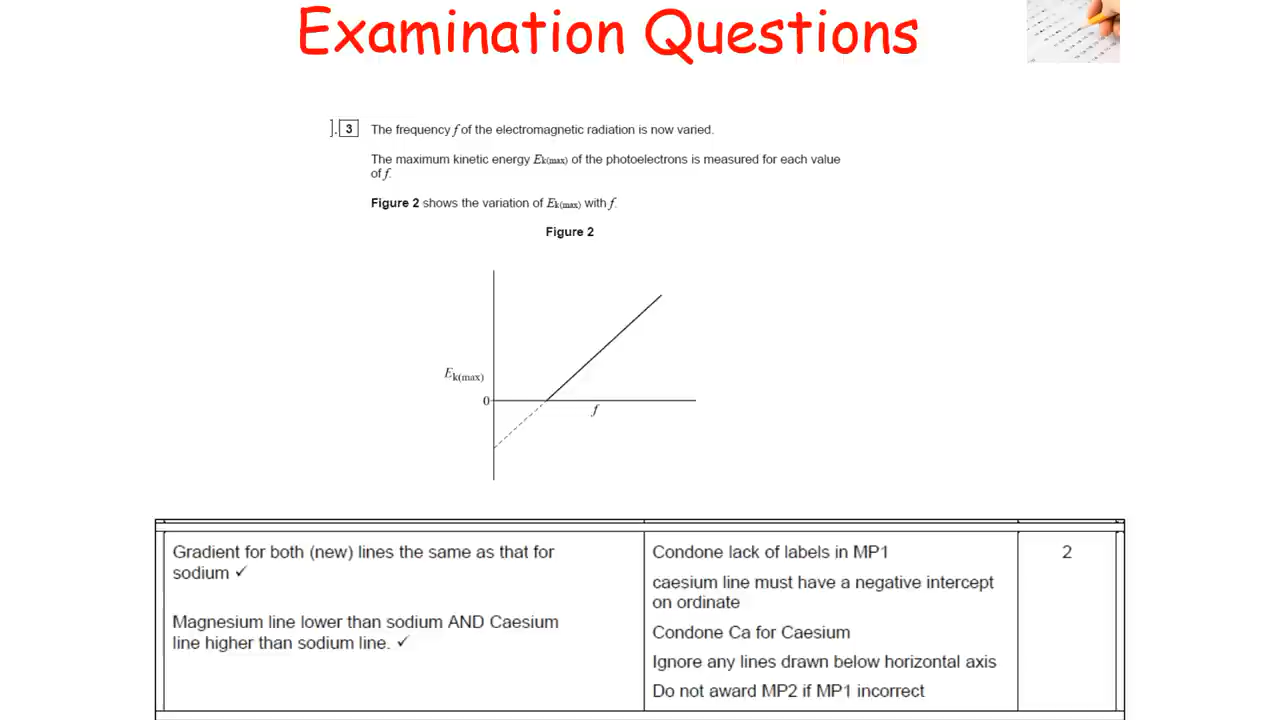 Examination Questions
].3 The frequency f of the electromagnetic radiation is now varied.
The maximum kinetic energy Ek(max) of the photoelectrons is measured for each value
of f.
Figure 2 shows the variation of Ek(max) with f.
Figure 2
Ek(max)
0
f
Gradient for both (new) lines the same as that for
sodium ✓
Magnesium line lower than sodium AND Caesium
line higher than sodium line. ✓
Condone lack of labels in MP1
caesium line must have a negative intercept
on ordinate
Condone Ca for Caesium
Ignore any lines drawn below horizontal axis
Do not award MP2 if MP1 incorrect
2